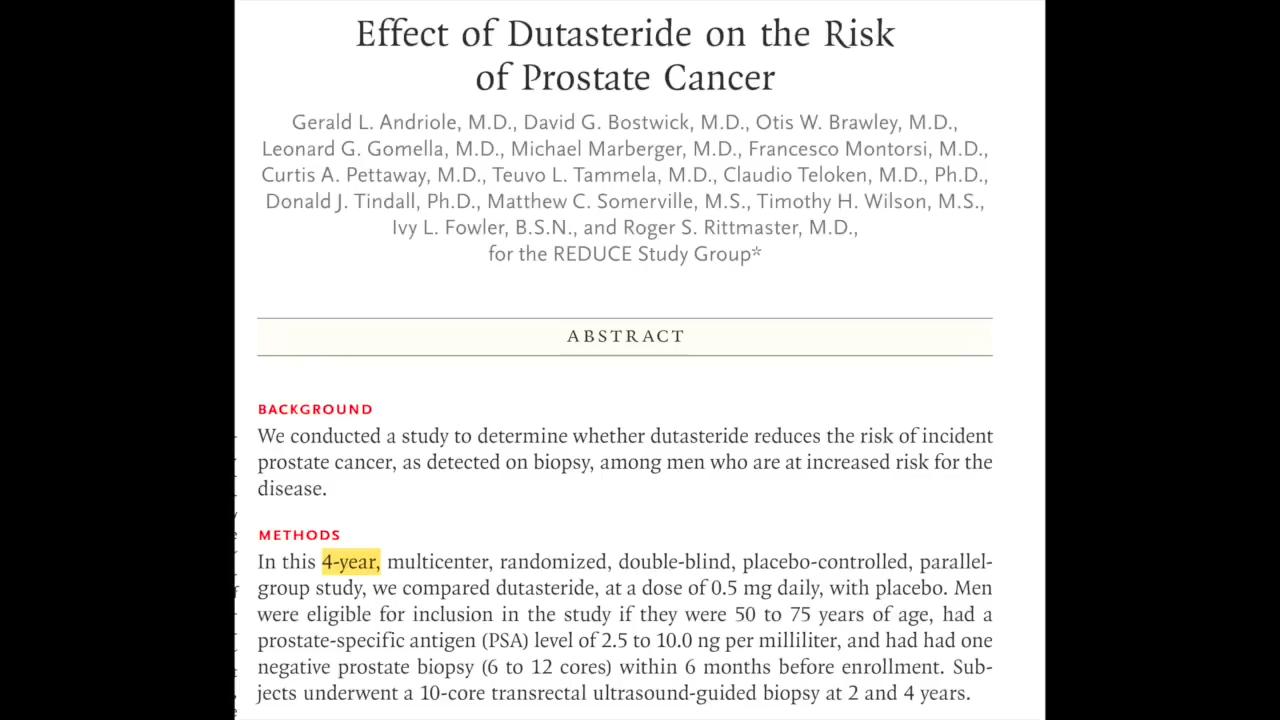 Effect of Dutasteride on the Risk
of Prostate Cancer
Gerald L. Andriole, M.D., David G. Bostwick, M.D., Otis W. Brawley, M.D.,
Leonard G. Gomella, M.D., Michael Marberger, M.D., Francesco Montorsi, M.D.,
Curtis A. Pettaway, M.D., Teuvo L. Tammela, M.D., Claudio Teloken, M.D., Ph.D.,
Donald J. Tindall, Ph.D., Matthew C. Somerville, M.S., Timothy H. Wilson, M.S.,
Ivy L. Fowler, B.S.N., and Roger S. Rittmaster, M.D.,
for the REDUCE Study Group*
ABSTRACT
BACKGROUND
We conducted a study to determine whether dutasteride reduces the risk of incident
prostate cancer, as detected on biopsy, among men who are at increased risk for the
disease.
METHODS
In this 4-year, multicenter, randomized, double-blind, placebo-controlled, parallel-
group study, we compared dutasteride, at a dose of 0.5 mg daily, with placebo. Men
were eligible for inclusion in the study if they were 50 to 75 years of age, had a
prostate-specific antigen (PSA) level of 2.5 to 10.0 ng per milliliter, and had had one
negative prostate biopsy (6 to 12 cores) within 6 months before enrollment. Sub-
jects underwent a 10-core transrectal ultrasound-guided biopsy at 2 and 4 years.